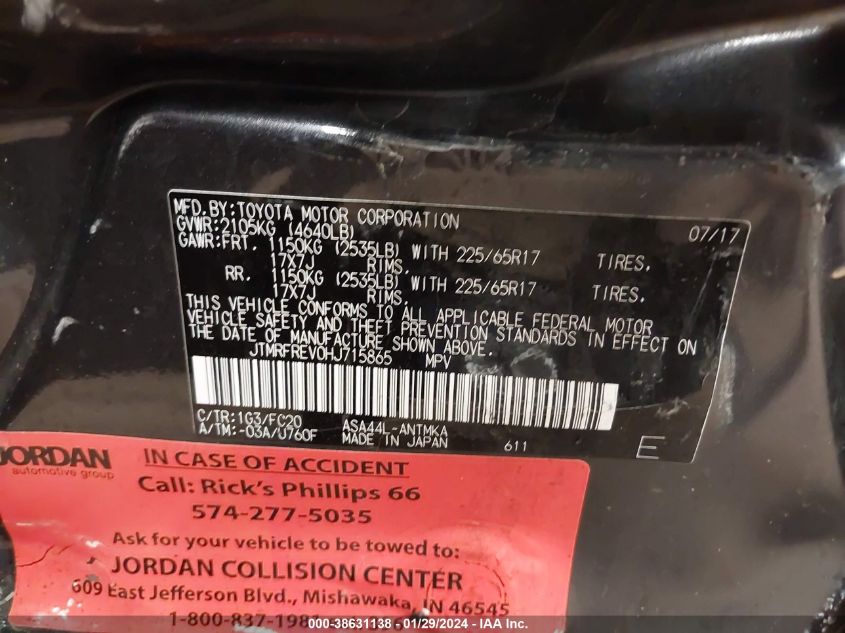 MFD.BY:TOYOTA MOTOR CORPORATION 07/17
GVWR:2105KG (4640LB)
GAWR:FRT. 1150KG (2535LB) WITH 225/65R17 TIRES.
17X7J RIMS.
RR. 1150KG (2535LB) WITH 225/65R17 TIRES.
17X7J RIMS.
THIS VEHICLE CONFORMS TO ALL APPLICABLE FEDERAL MOTOR
VEHICLE SAFETY AND THEFT PREVENTION STANDARDS IN EFFECT ON
THE DATE OF MANUFACTURE SHOWN ABOVE.
JTMRFREV0HJ715865 MPV
C/TR:1G3/FC20 ASA44L-ANTMKA
A/TM:-03A/U760F MADE IN JAPAN 611 E
JORDAN
automotive group
IN CASE OF ACCIDENT
Call: Rick's Phillips 66
574-277-5035
Ask for your vehicle to be towed to:
JORDAN COLLISION CENTER
609 East Jefferson Blvd., Mishawaka, IN 46545
1-800-837-1981
000-38631138 - 01/29/2024 - IAA Inc.